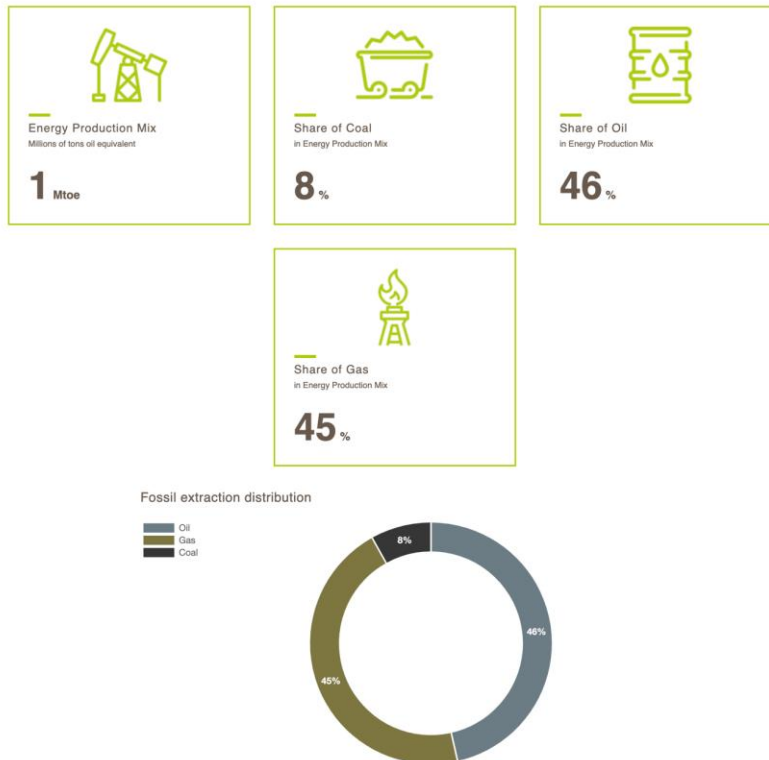 Energy Production Mix
Millions of tons oil equivalent
1 Mtoe
Share of Coal
in Energy Production Mix
8 %
Share of Oil
in Energy Production Mix
46 %
Share of Gas
in Energy Production Mix
45 %
Fossil extraction distribution
Oil
Gas
Coal
8%
46%
45%